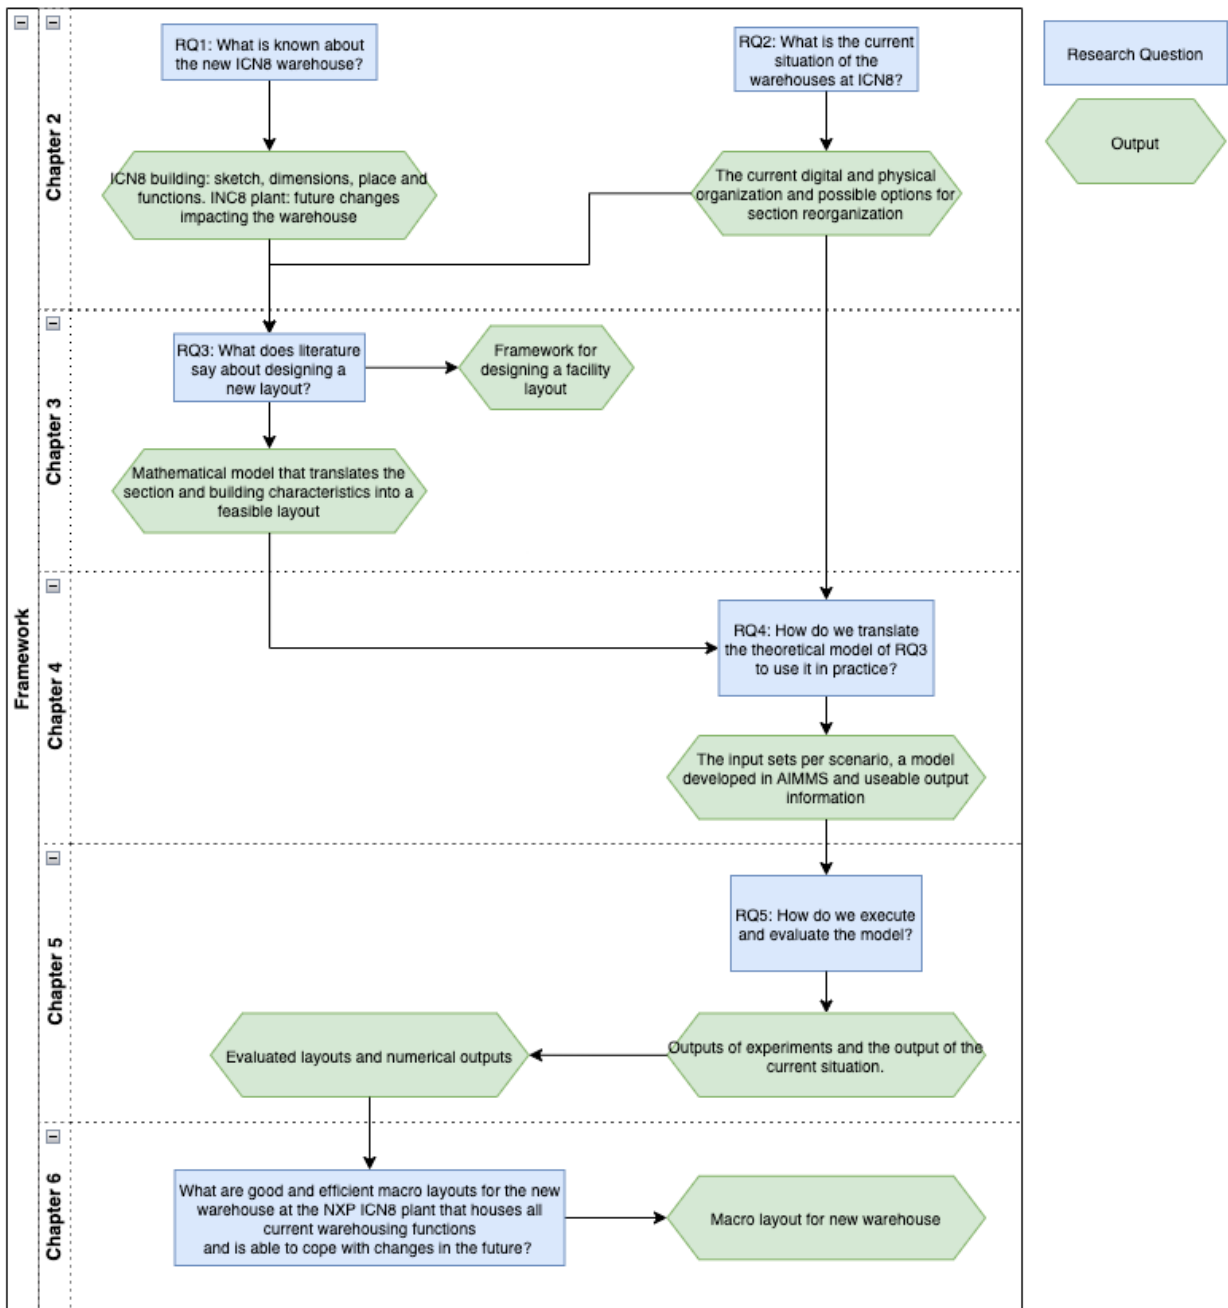 Framework
Chapter 2
RQ1: What is known about
the new ICN8 warehouse?
RQ2: What is the current
situation of the
warehouses at ICN8?
Research Question
Output
ICN8 building: sketch, dimensions, place and
functions. INC8 plant: future changes
impacting the warehouse
The current digital and physical
organization and possible options for
section reorganization
Chapter 3
RQ3: What does literature
say about designing a
new layout?
Framework for
designing a facility
layout
Mathematical model that translates the
section and building characteristics into a
feasible layout
Chapter 4
RQ4: How do we translate
the theoretical model of RQ3
to use it in practice?
The input sets per scenario, a model
developed in AIMMS and useable output
information
Chapter 5
RQ5: How do we execute
and evaluate the model?
Outputs of experiments and the output of the
current situation.
Evaluated layouts and numerical outputs
Chapter 6
What are good and efficient macro layouts for the new
warehouse at the NXP ICN8 plant that houses all
current warehousing functions
and is able to cope with changes in the future?
Macro layout for new warehouse